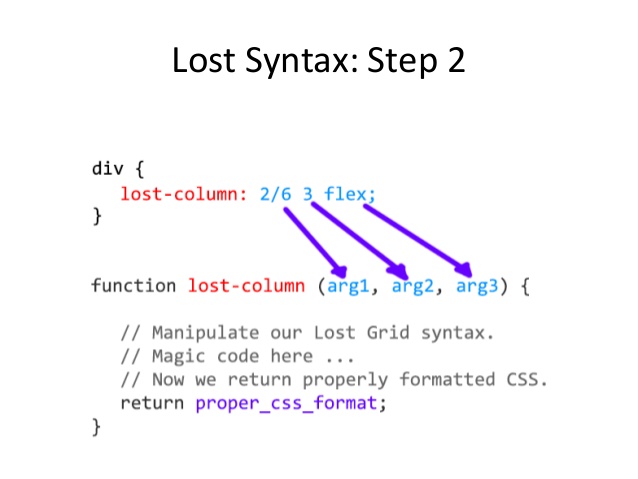 Lost Syntax: Step 2
div {
lost-column: 2/6 3 flex;
}
function lost-column (arg1, arg2, arg3) {
// Manipulate our Lost Grid syntax.
// Magic code here ...
// Now we return properly formatted CSS.
return proper_css_format;
}